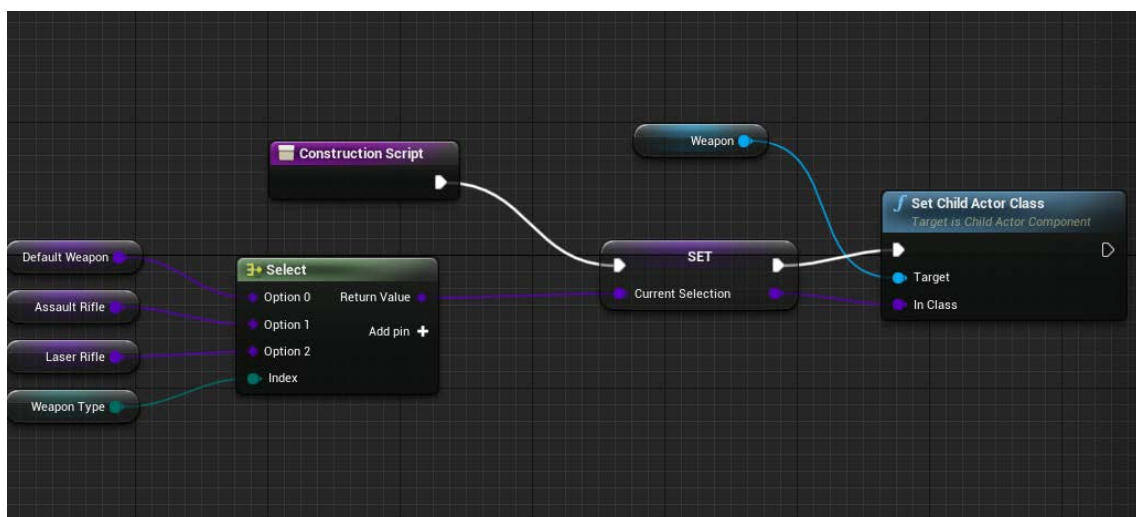 Construction Script
Weapon
Set Child Actor Class
Target is Child Actor Component
SET
Default Weapon
Select
Target
Option 0 Return Value
Current Selection
In Class
Assault Rifle
Option 1
Add pin
Laser Rifle
Option 2
Index
Weapon Type